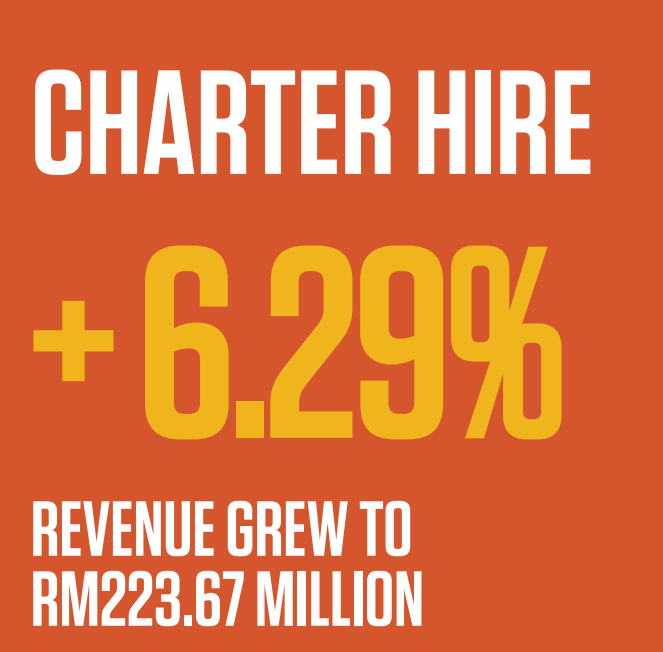 CHARTER HIRE
+ 6.29%
REVENUE GREW TO
RM223.67 MILLION